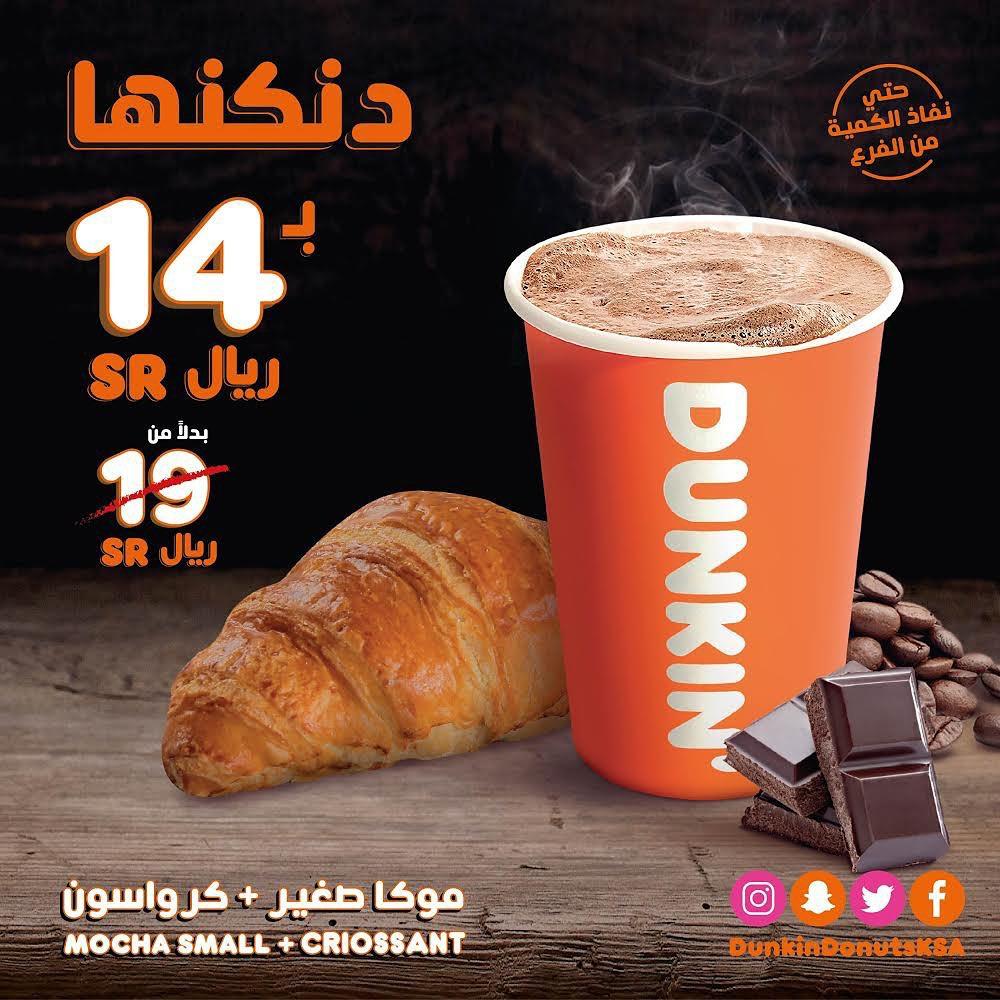 دنكنها
بـ 14
ريال SR
بدلاً من
19
ريال SR
حتي
نفاذ الكمية
من الفرع
DUNKIN'
موكا صغير + كرواسون
MOCHA SMALL + CRIOSSANT
DunkinDonutsKSA